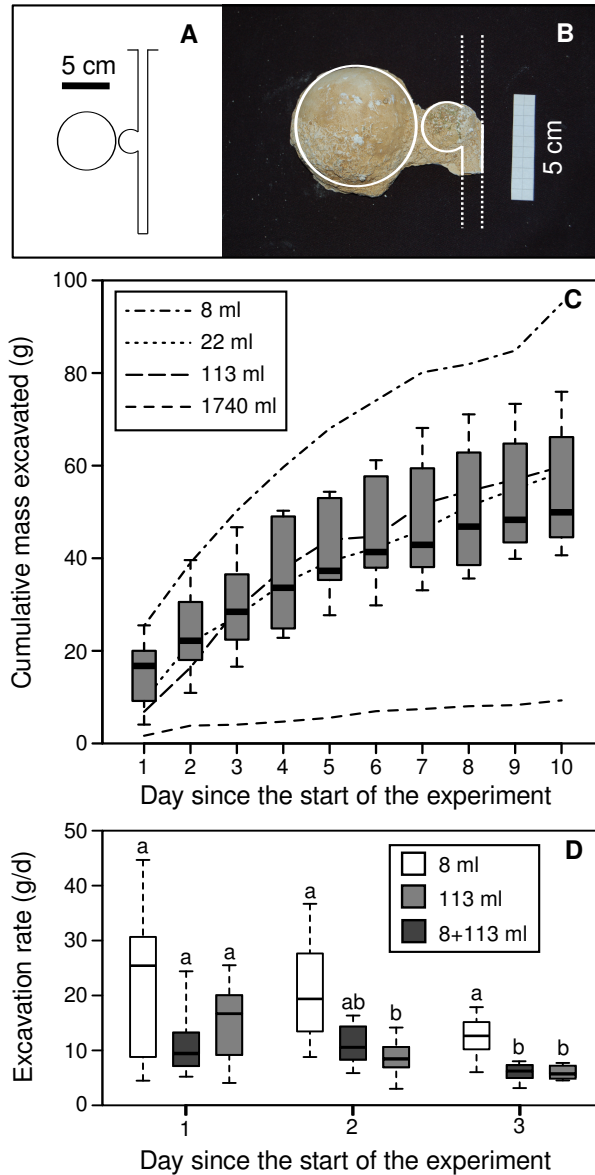 A
5 cm
B
5 cm
C
100
80
60
40
20
0
Cumulative mass excavated (g)
8 ml
22 ml
113 ml
1740 ml
1 2 3 4 5 6 7 8 9 10
Day since the start of the experiment
D
50
40
30
20
10
0
Excavation rate (g/d)
8 ml
113 ml
8+113 ml
a
a
a
a
ab
b
a
b
b
1 2 3
Day since the start of the experiment